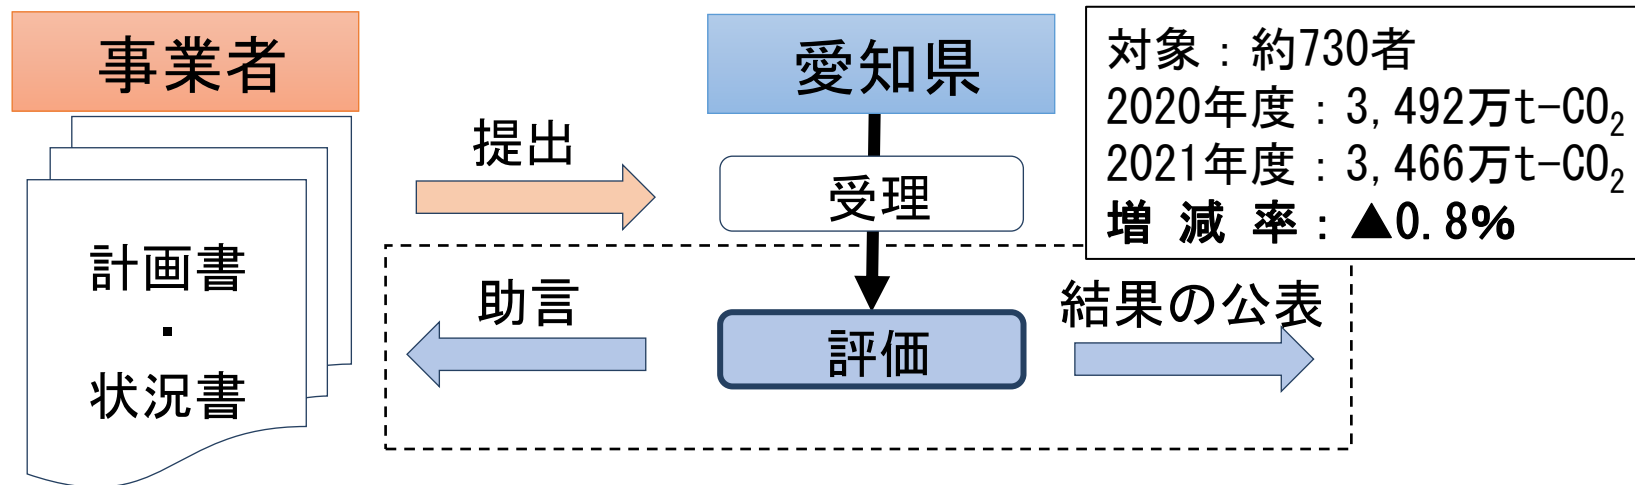 事業者
愛知県
対象：約730者
2020年度：3,492万t-CO₂
2021年度：3,466万t-CO₂
増 減 率：▲0.8%
提出
受理
計画書
・
状況書
助言
評価
結果の公表